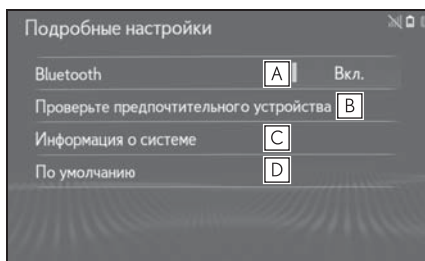 Подробные настройки
Bluetooth A Вкл.
Проверьте предпочтительного устройства B
Информация о системе C
По умолчанию D